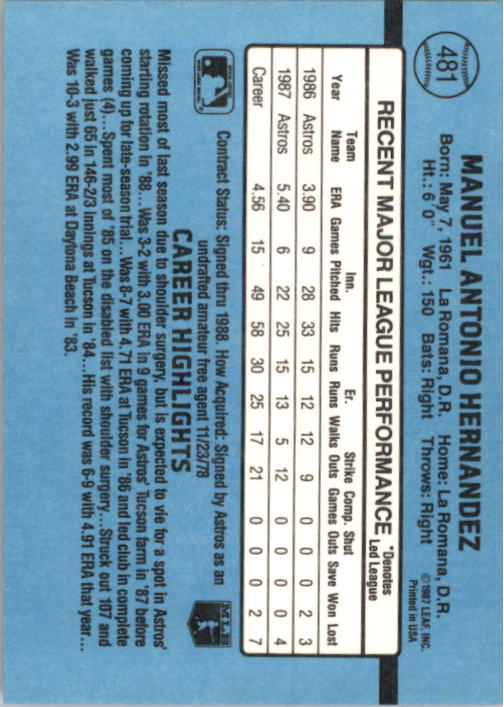 481
MANUEL ANTONIO HERNANDEZ
Born: May 7, 1961 La Romana, D.R. Home: La Romana, D.R.
Ht.: 6'0" Wgt.: 150 Bats: Right Throws: Right
©1987 LEAF, INC.
Printed in USA
RECENT MAJOR LEAGUE PERFORMANCE
*Denotes
Led League
Year Team Name ERA Games Inn. Pitched Hits Runs Er. Runs Walks Strike Outs Comp. Games Shut Outs Save Won Lost
1986 Astros 3.90 9 28 33 15 12 12 9 0 0 0 2 3
1987 Astros 5.40 6 22 25 15 13 5 12 0 0 0 0 4
Career 4.56 15 49 58 30 25 17 21 0 0 0 2 7
Contract Status: Signed thru 1988. How Acquired: Signed by Astros as an
undrafted amateur free agent 11/23/78
CAREER HIGHLIGHTS
Missed most of last season due to shoulder surgery, but is expected to vie for a spot in Astros'
starting rotation in '88...Was 3-2 with 3.00 ERA in 9 games for Astros' Tucson farm in '87 before
coming up for late-season trial...Was 8-7 with 4.71 ERA at Tucson in '86 and led club in complete
games (4)...Spent most of '85 on the disabled list with shoulder surgery...Struck out 107 and
walked just 65 in 146-2/3 innings at Tucson in '84...His record was 6-9 with 4.91 ERA that year...
Was 10-3 with 2.99 ERA at Daytona Beach in '83.